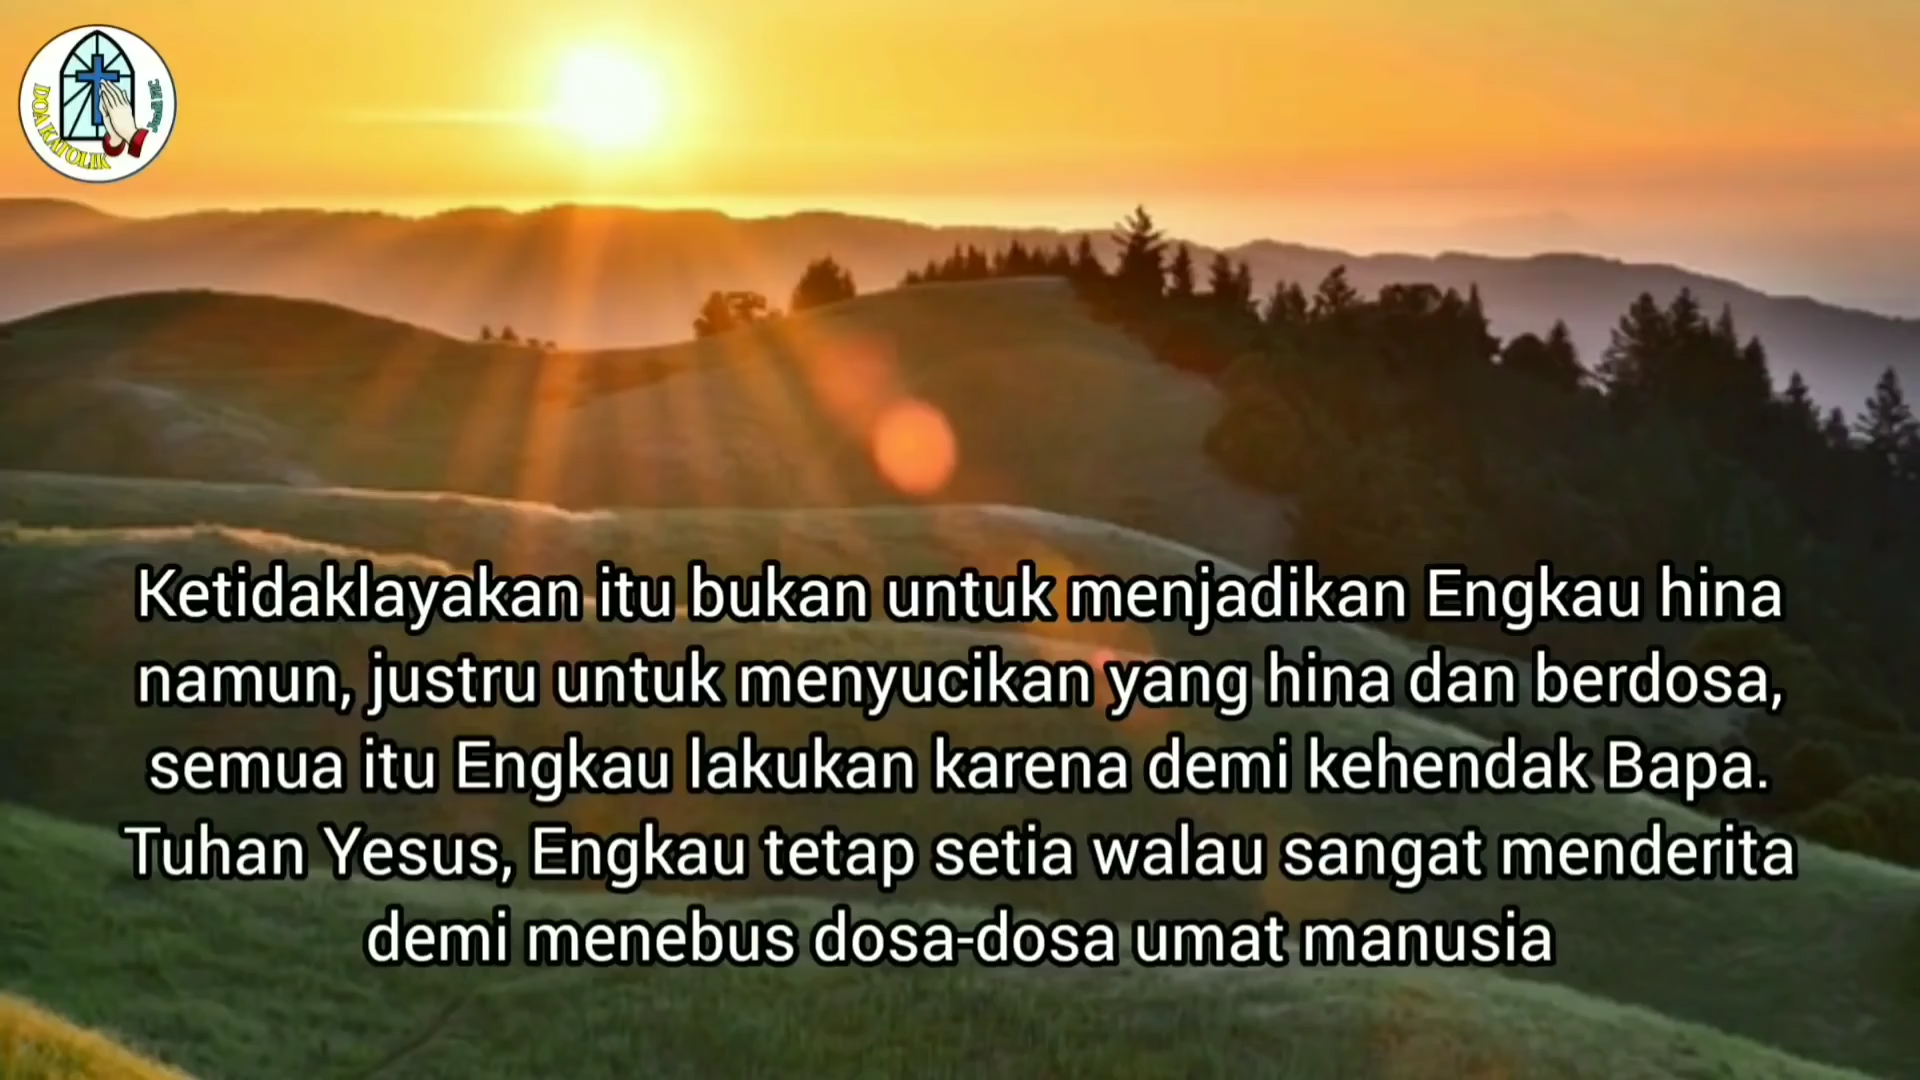 DOA KATOLIK
Ketidaklayakan itu bukan untuk menjadikan Engkau hina
namun, justru untuk menyucikan yang hina dan berdosa,
semua itu Engkau lakukan karena demi kehendak Bapa.
Tuhan Yesus, Engkau tetap setia walau sangat menderita
demi menebus dosa-dosa umat manusia